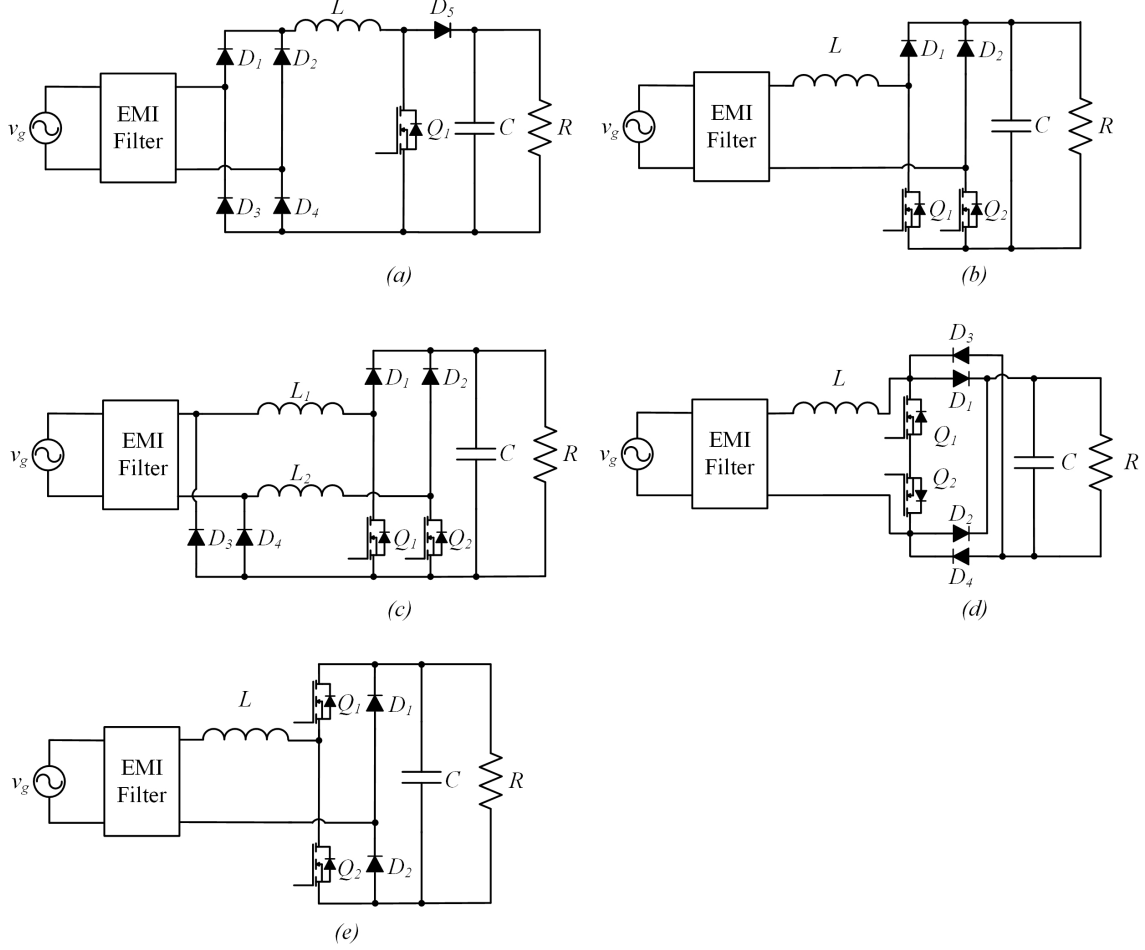 L
D5
D1
D2
EMI
Filter
vg
Q1
C
R
D3
D4
(a)
L
D1
D2
EMI
Filter
vg
C
R
Q1
Q2
(b)
L1
D1
D2
EMI
Filter
vg
L2
C
R
D3
D4
Q1
Q2
(c)
D3
L
D1
Q1
EMI
Filter
vg
Q2
C
R
D2
D4
(d)
L
Q1
D1
EMI
Filter
vg
C
R
Q2
D2
(e)